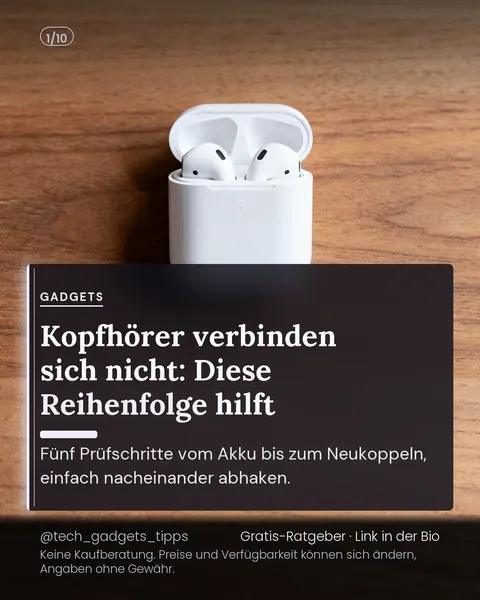 1/10
GADGETS
Kopfhörer verbinden
sich nicht: Diese
Reihenfolge hilft
Fünf Prüfschritte vom Akku bis zum Neukoppeln,
einfach nacheinander abhaken.
@tech_gadgets_tipps
Gratis-Ratgeber · Link in der Bio
Keine Kaufberatung. Preise und Verfügbarkeit können sich ändern,
Angaben ohne Gewähr.